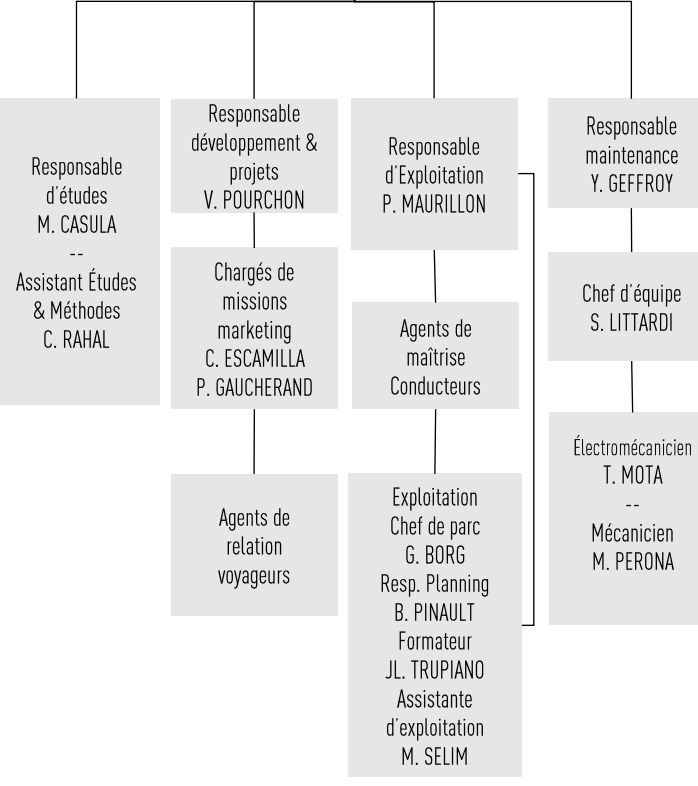 Responsable
d'études
M. CASULA
--
Assistant Études
& Méthodes
C. RAHAL
Responsable
développement &
projets
V. POURCHON
Chargés de
missions
marketing
C. ESCAMILLA
P. GAUCHERAND
Agents de
relation
voyageurs
Responsable
d'Exploitation
P. MAURILLON
Agents de
maîtrise
Conducteurs
Exploitation
Chef de parc
G. BORG
Resp. Planning
B. PINAULT
Formateur
JL. TRUPIANO
Assistante
d'exploitation
M. SELIM
Responsable
maintenance
Y. GEFFROY
Chef d'équipe
S. LITTARDI
Électromécanicien
T. MOTA
--
Mécanicien
M. PERONA